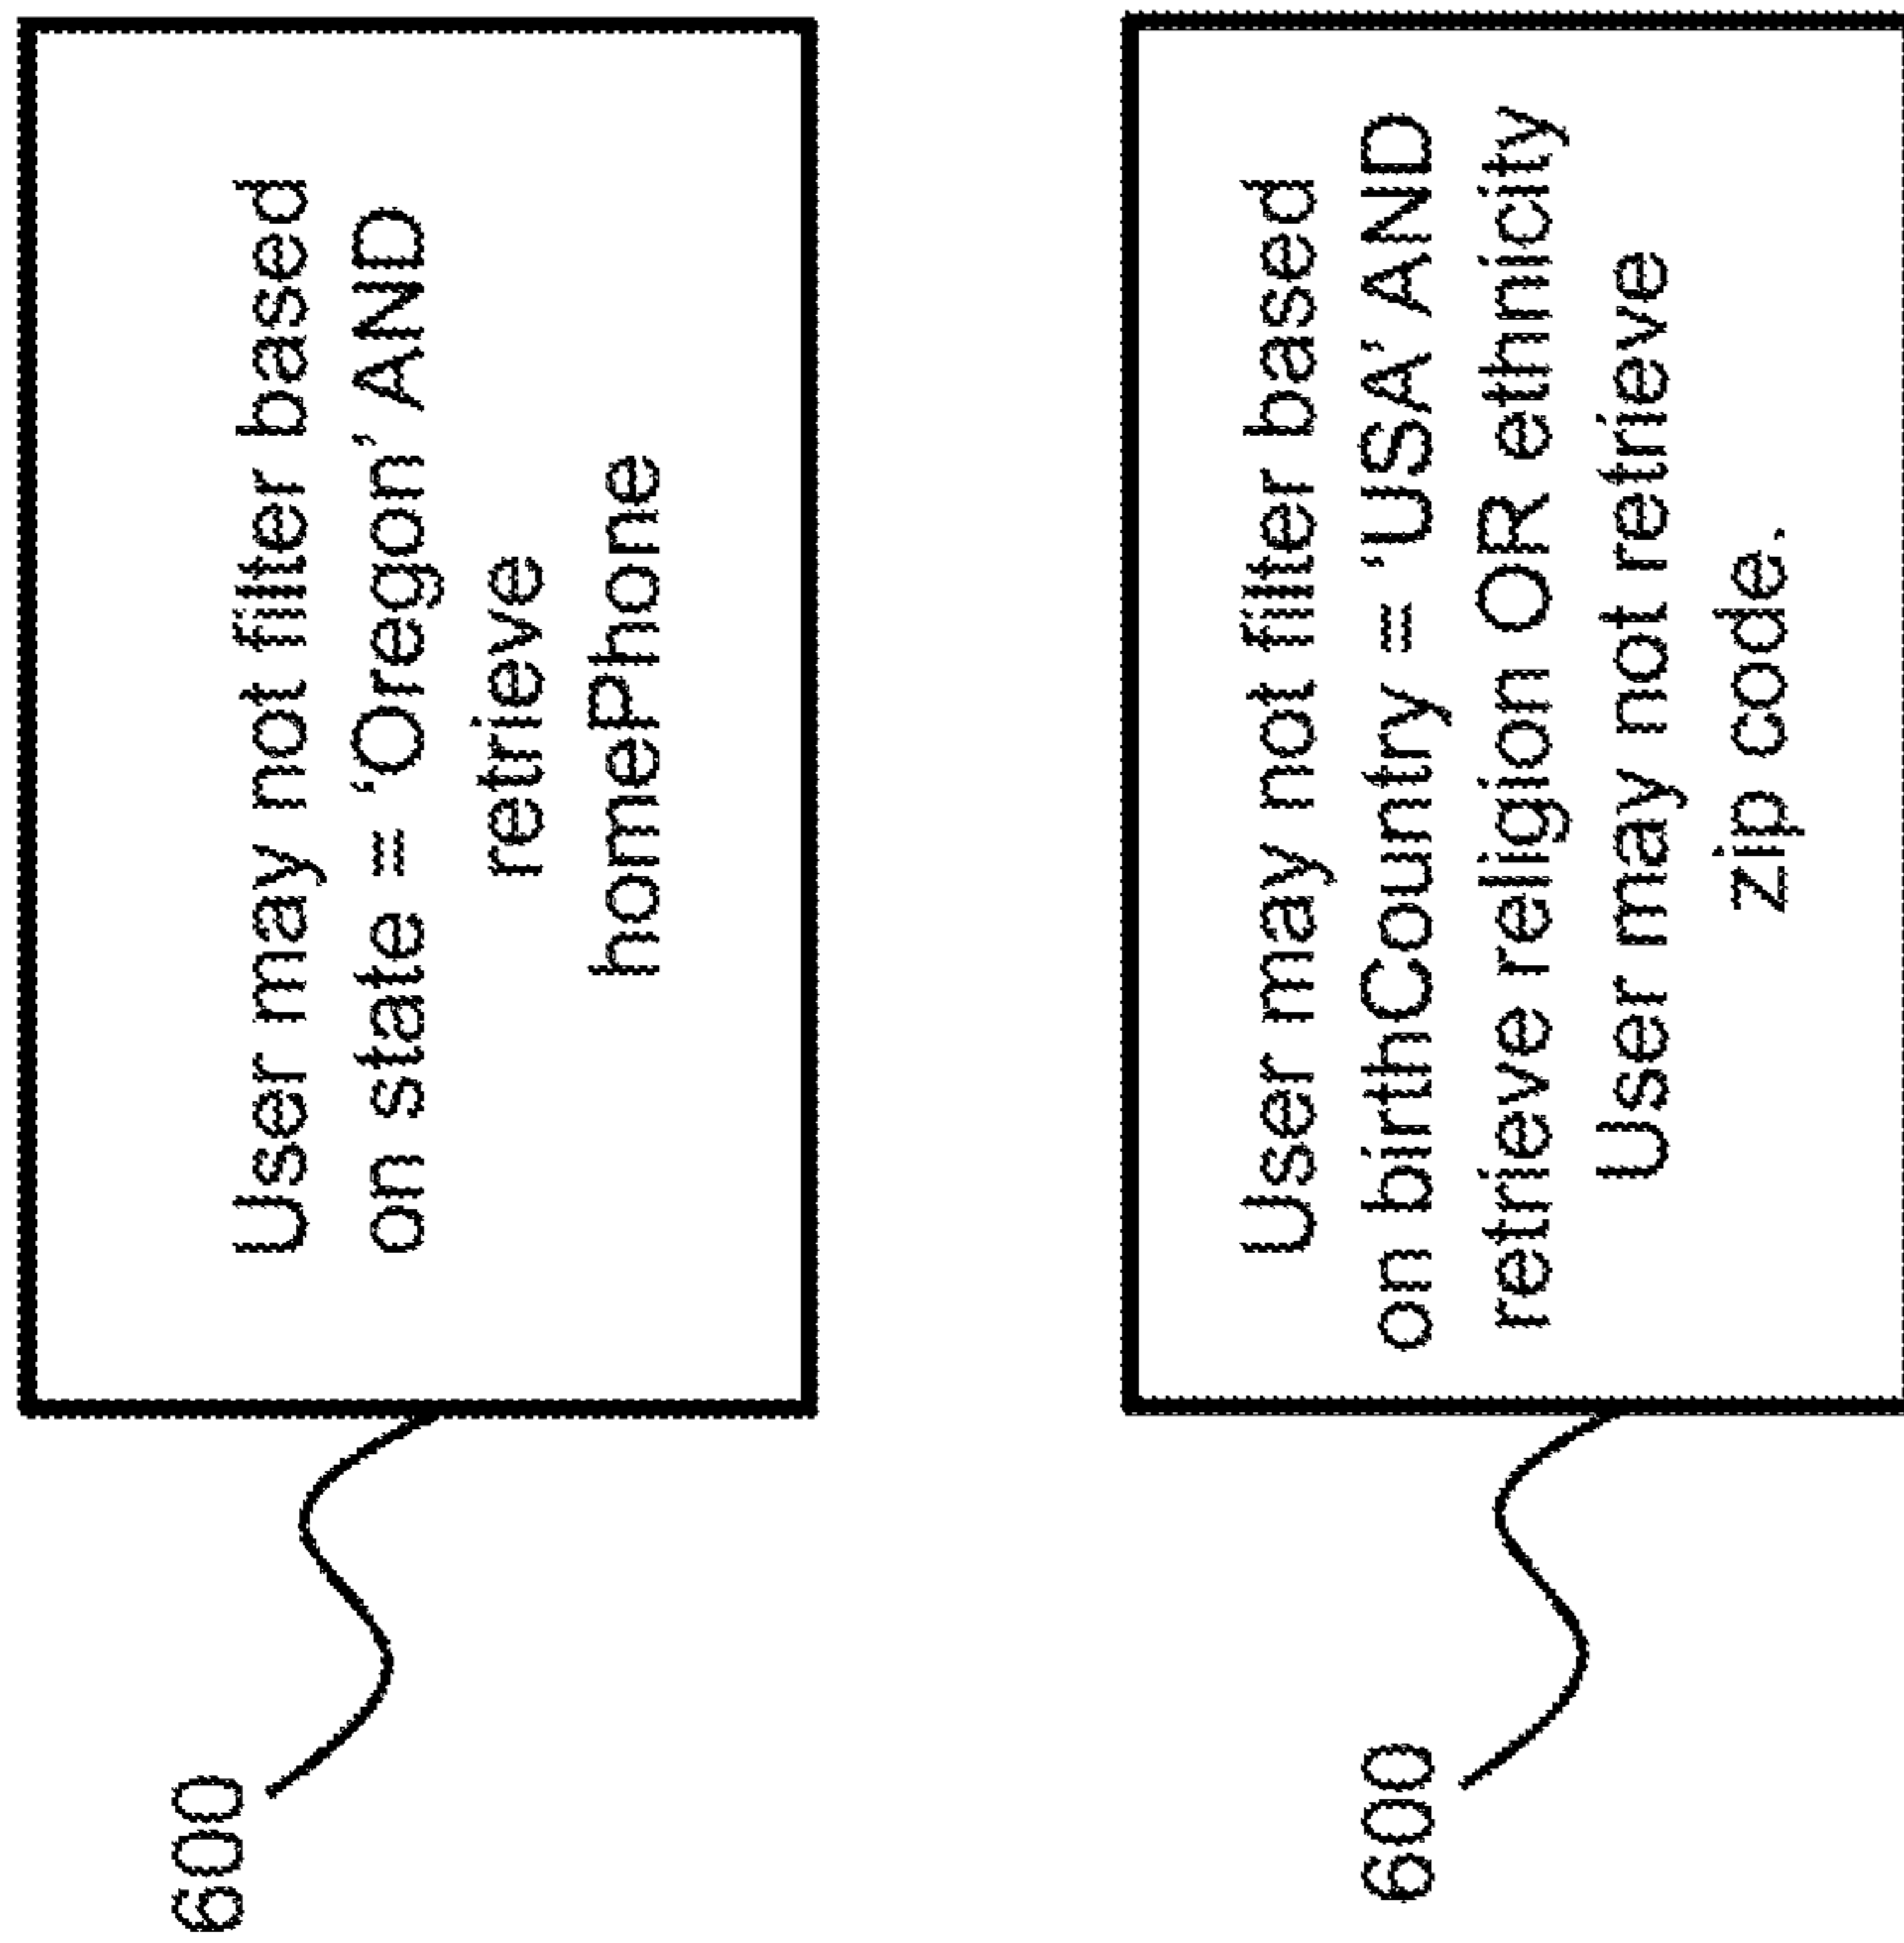 600
User may not filter based
on state = ‘Oregon’ AND
retrieve
homePhone
600
User may not filter based
on birthCountry = ‘USA’ AND
retrieve religion OR ethnicity
User may not retrieve
zip code.